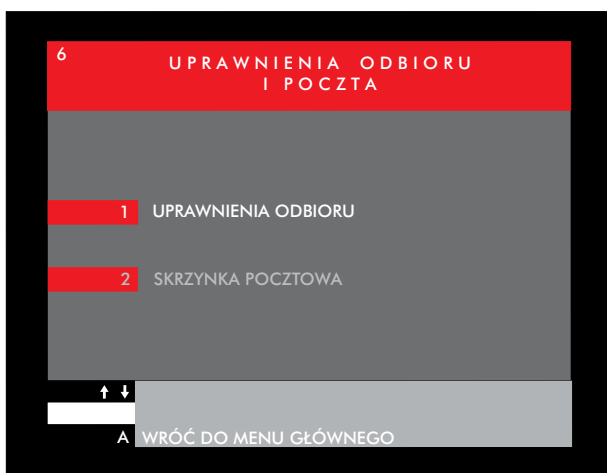 6
UPRAWNIENIA ODBIORU
I POCZTA
1 UPRAWNIENIA ODBIORU
2 SKRZYNKA POCZTOWA
↑ ↓
A WRÓĆ DO MENU GŁÓWNEGO